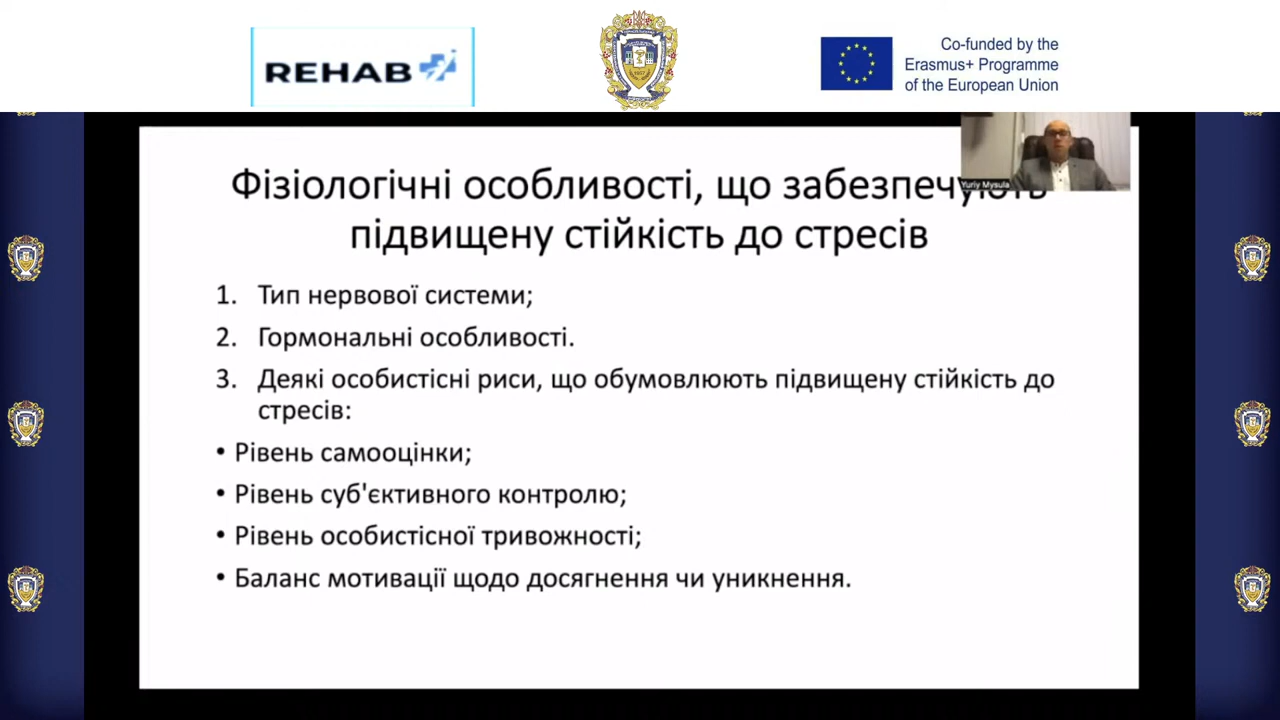 REHAB
1957
Co-funded by the
Erasmus+ Programme
of the European Union
Yuriy Mysula
Фізіологічні особливості, що забезпечують
підвищену стійкість до стресів
1. Тип нервової системи;
2. Гормональні особливості.
3. Деякі особистісні риси, що обумовлюють підвищену стійкість до
стресів:
• Рівень самооцінки;
• Рівень суб'єктивного контролю;
• Рівень особистісної тривожності;
• Баланс мотивації щодо досягнення чи уникнення.